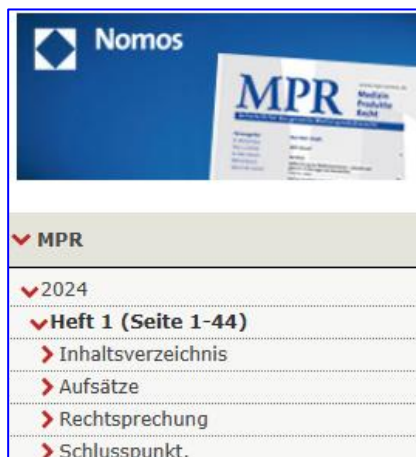 Nomos
MPR
Medizin
Produkte
Recht
MPR
2024
Heft 1 (Seite 1-44)
Inhaltsverzeichnis
Aufsätze
Rechtsprechung
Schlusspunkt.